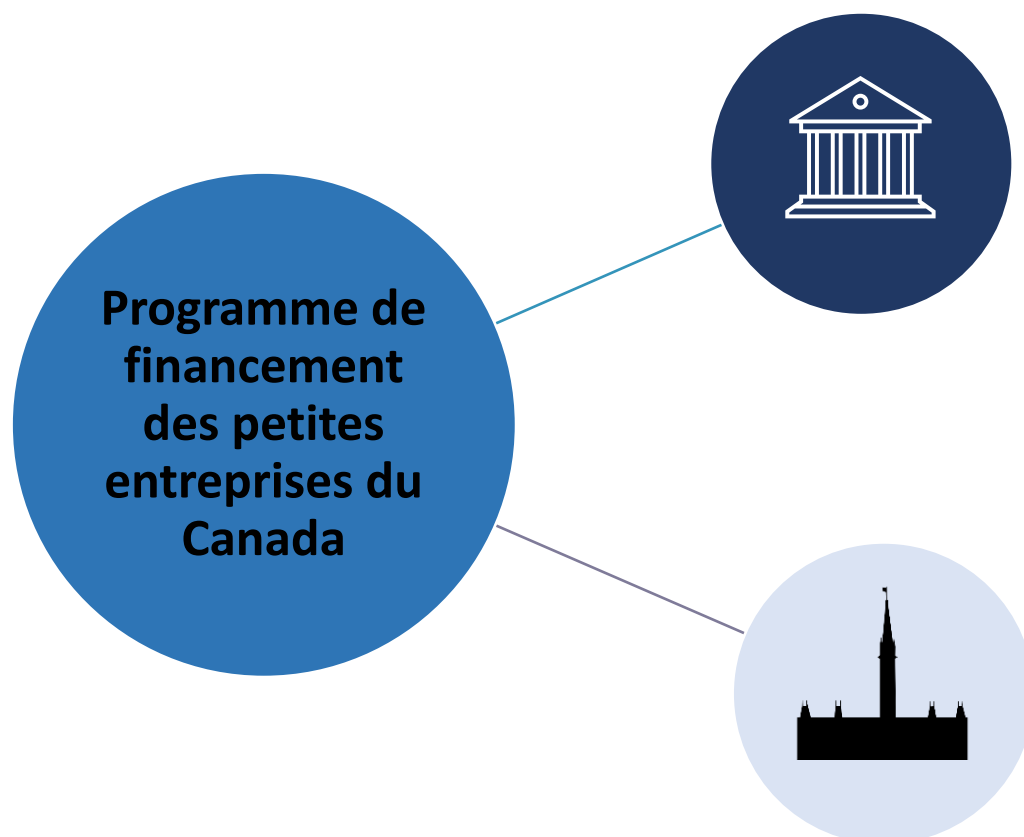 Programme de
financement
des petites
entreprises du
Canada